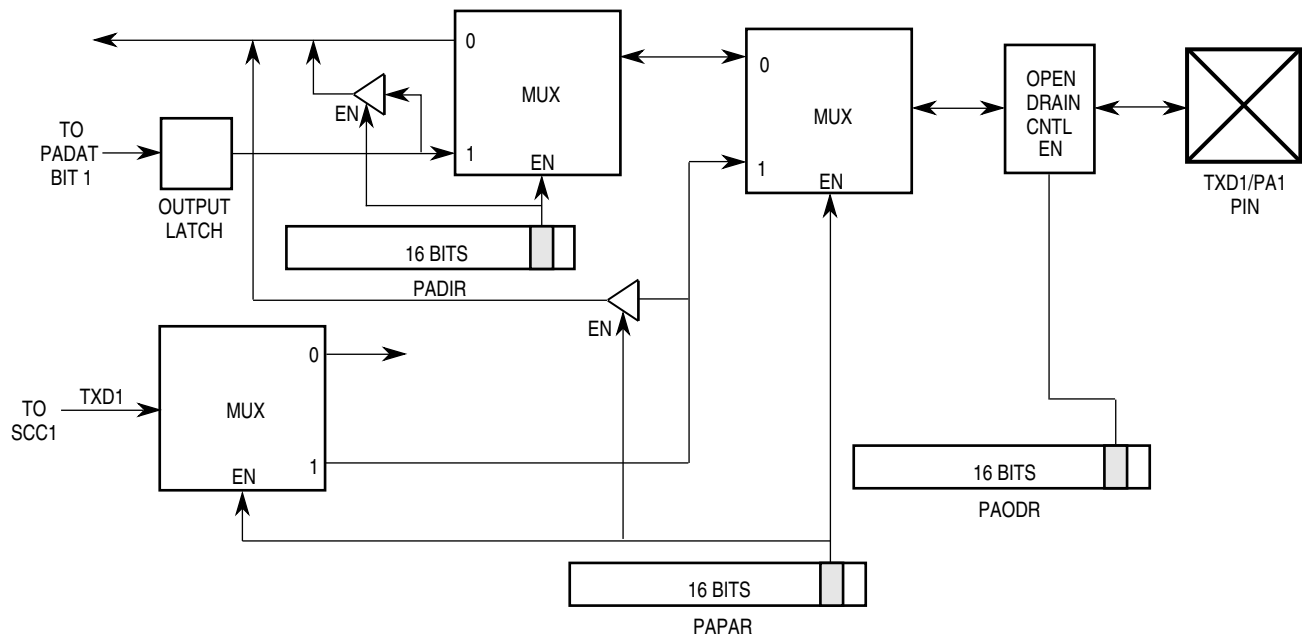 0
MUX
1
EN
EN
TO
PADAT
BIT 1
OUTPUT
LATCH
16 BITS
PADIR
0
MUX
1
EN
OPEN
DRAIN
CNTL
EN
TXD1/PA1
PIN
EN
TO
SCC1
TXD1
0
MUX
1
EN
16 BITS
PAODR
16 BITS
PAPAR